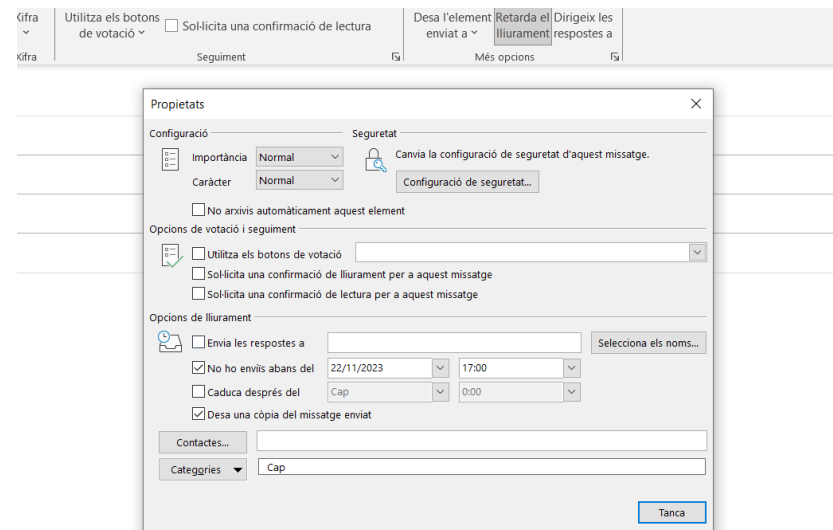 Xifra
Utilitza els botons
de votació
Sol·licita una confirmació de lectura
Desa l'element
enviat a
Retarda el
lliurament
Dirigeix les
respostes a
Xifra
Seguiment
Més opcions
Propietats
Configuració
Seguretat
Importància Normal
Canvia la configuració de seguretat d'aquest missatge.
Caràcter Normal
Configuració de seguretat...
No arxivis automàticament aquest element
Opcions de votació i seguiment
Utilitza els botons de votació
Sol·licita una confirmació de lliurament per a aquest missatge
Sol·licita una confirmació de lectura per a aquest missatge
Opcions de lliurament
Envia les respostes a
Selecciona els noms...
No ho enviïs abans del 22/11/2023 17:00
Caduca després del Cap 0:00
Desa una còpia del missatge enviat
Contactes...
Categories Cap
Tanca